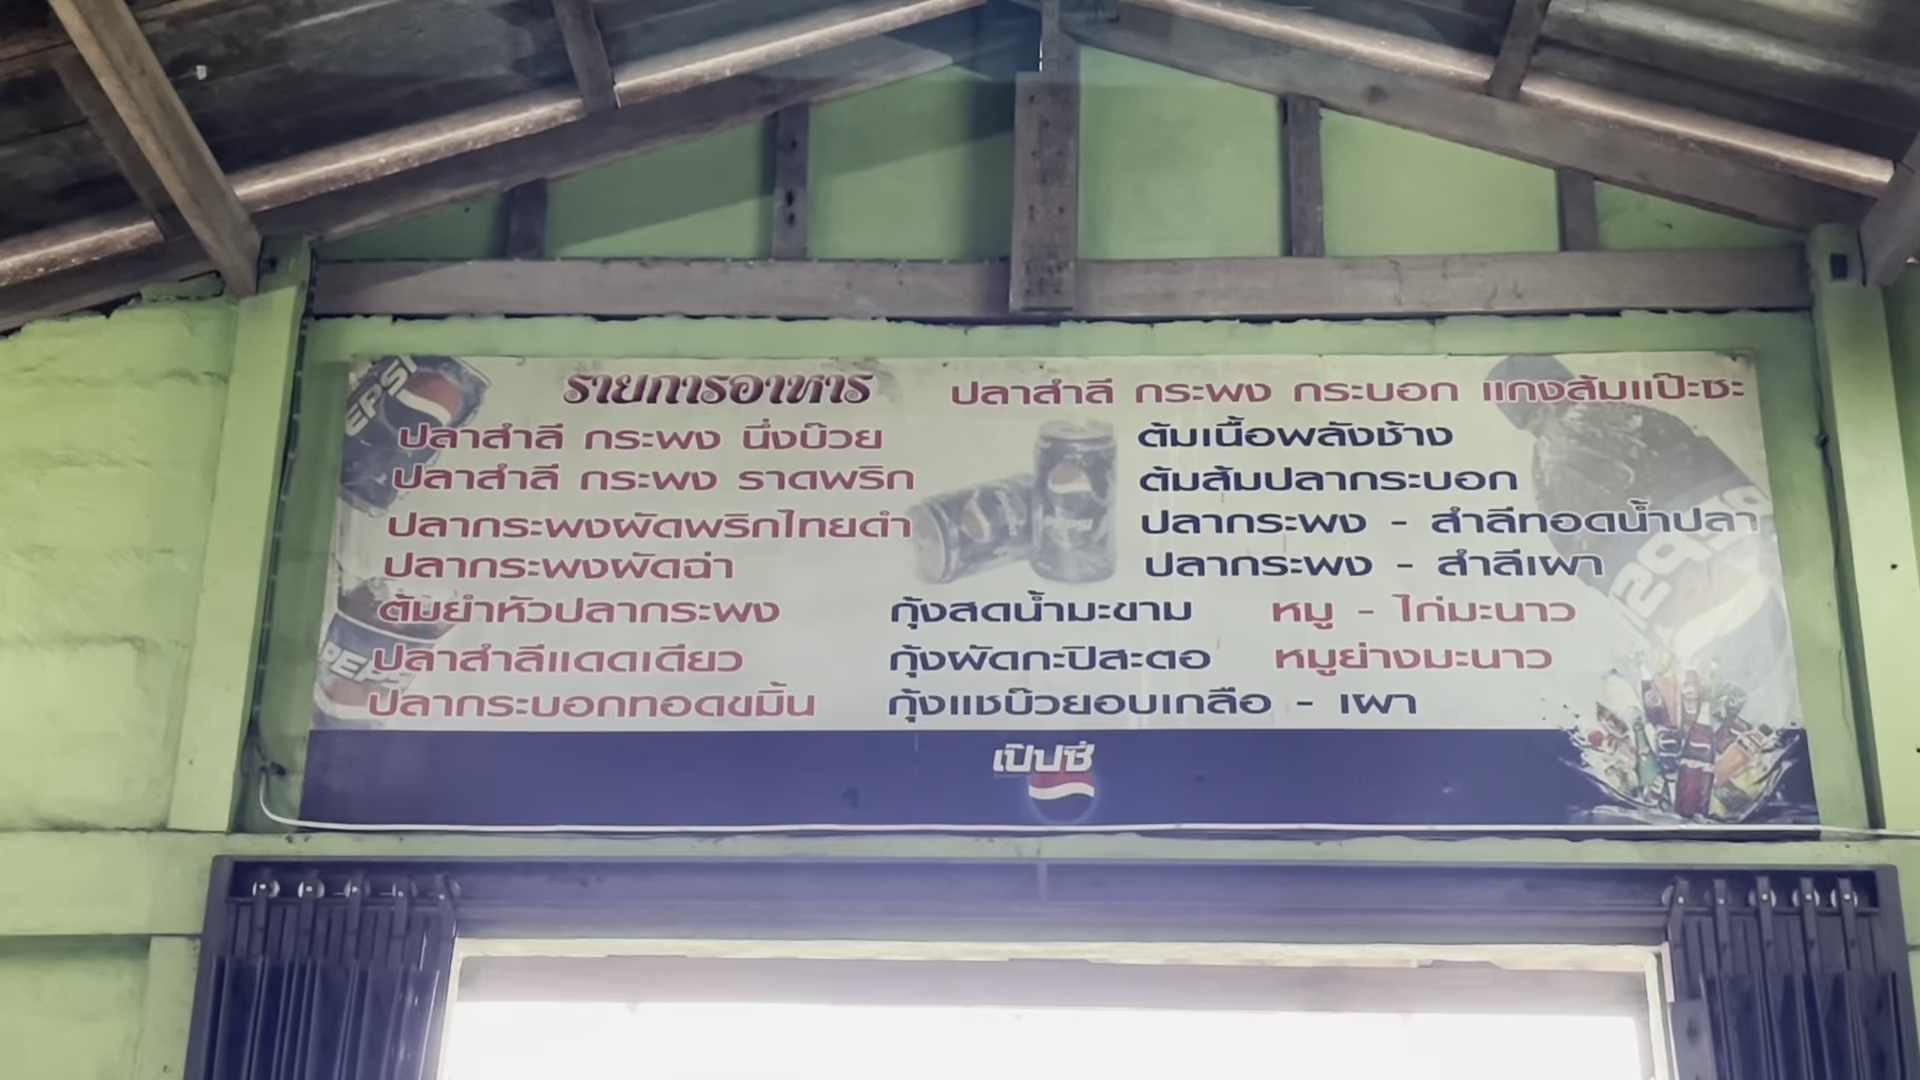 รายการอาหาร
ปลาสำลี กระพง นึ่งบ๊วย
ปลาสำลี กระพง ราดพริก
ปลากระพงผัดพริกไทยดำ
ปลากระพงผัดฉ่า
ต้มยำหัวปลากระพง
ปลาสำลีแดดเดียว
ปลากระบอกทอดขมิ้น
ปลาสำลี กระพง กระบอก แกงส้มแป๊ะซะ
ต้มเนื้อพลังช้าง
ต้มส้มปลากระบอก
ปลากระพง - สำลีทอดน้ำปลา
ปลากระพง - สำลีเผา
กุ้งสดน้ำมะขาม
กุ้งผัดกะปิสะตอ
กุ้งแชบ๊วยอบเกลือ - เผา
หมู - ไก่มะนาว
หมูย่างมะนาว
PEPSI
PEPSI
PEPSI
เป๊ปซี่